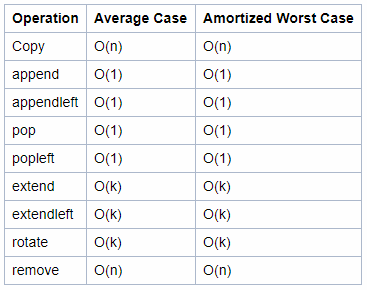 Operation Average Case Amortized Worst Case
Copy O(n) O(n)
append O(1) O(1)
appendleft O(1) O(1)
pop O(1) O(1)
popleft O(1) O(1)
extend O(k) O(k)
extendleft O(k) O(k)
rotate O(k) O(k)
remove O(n) O(n)